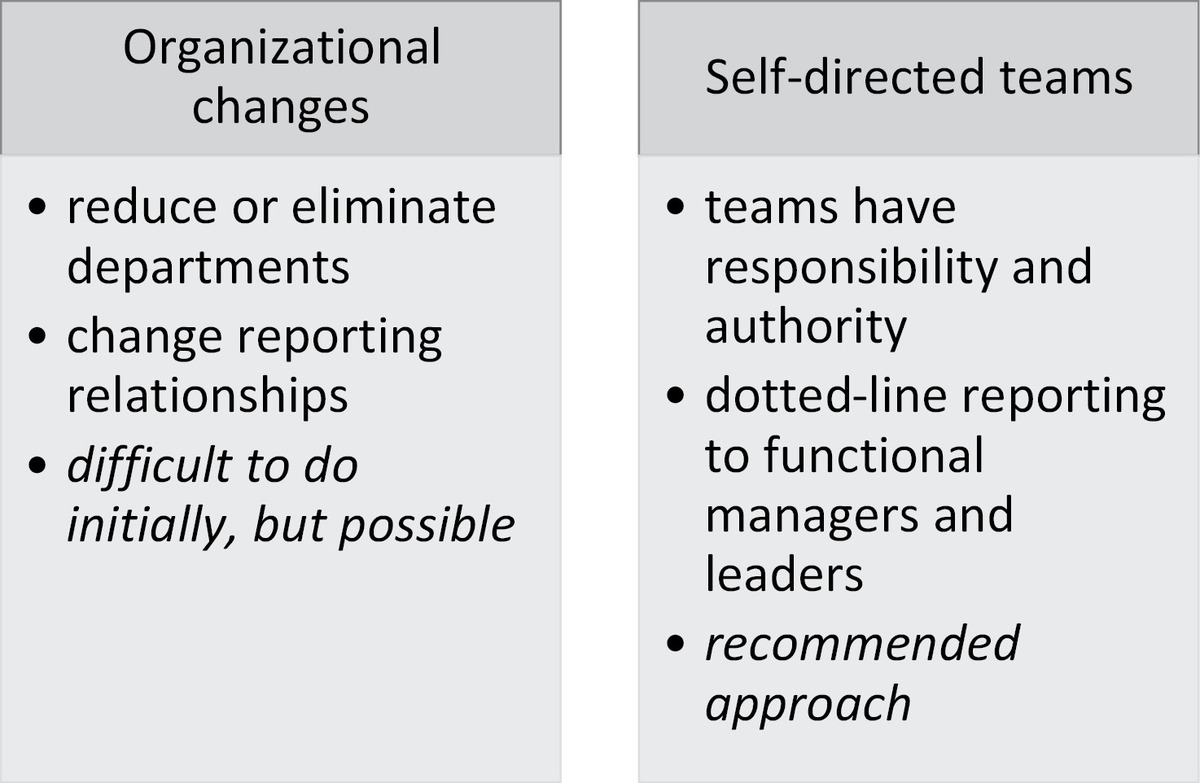 Organizational
changes
• reduce or eliminate
departments
• change reporting
relationships
• difficult to do
initially, but possible
Self-directed teams
• teams have
responsibility and
authority
• dotted-line reporting
to functional
managers and
leaders
• recommended
approach